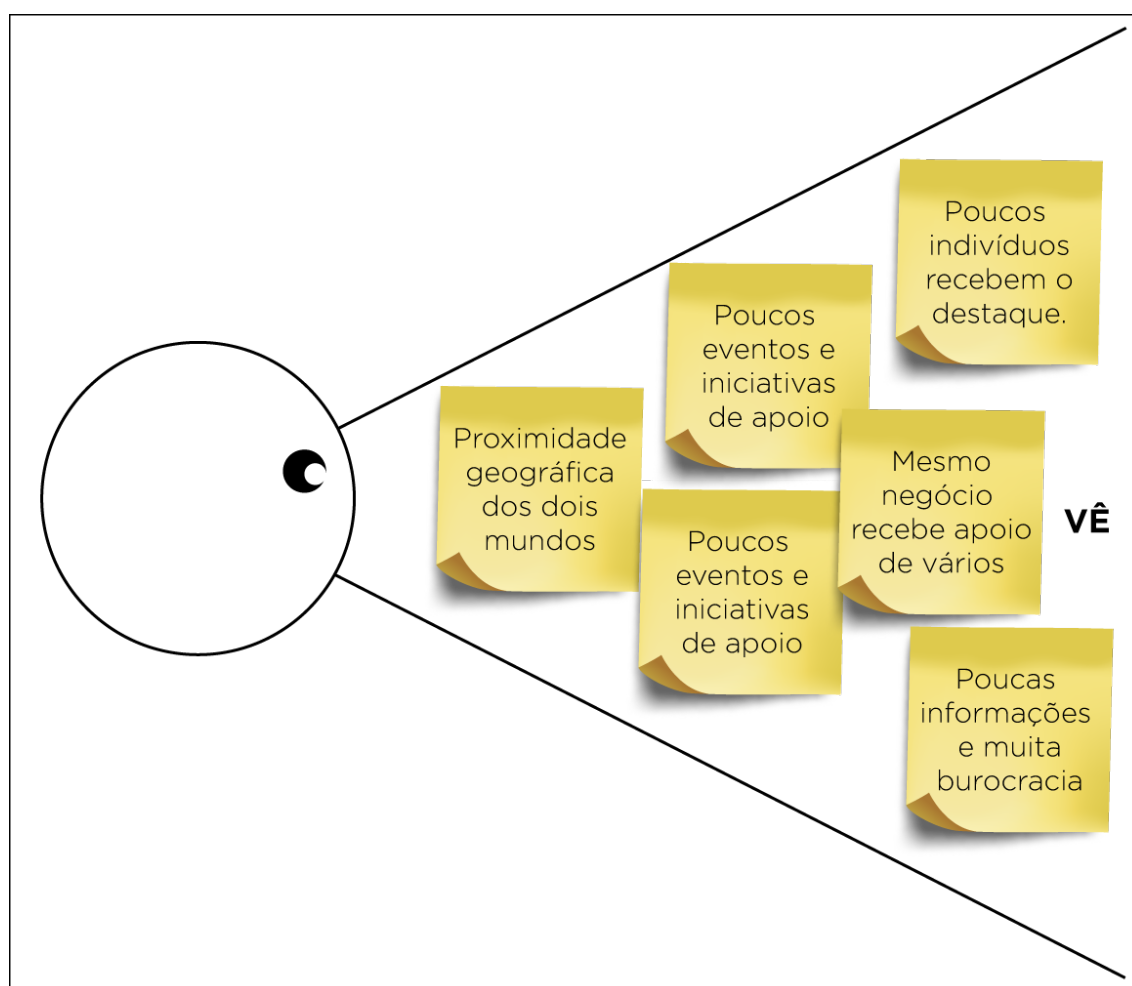 Poucos
indivíduos
recebem o
destaque.
Poucos
eventos e
iniciativas
de apoio
Proximidade
geográfica
dos dois
mundos
Mesmo
negócio
recebe apoio
de vários
VÊ
Poucos
eventos e
iniciativas
de apoio
Poucas
informações
e muita
burocracia